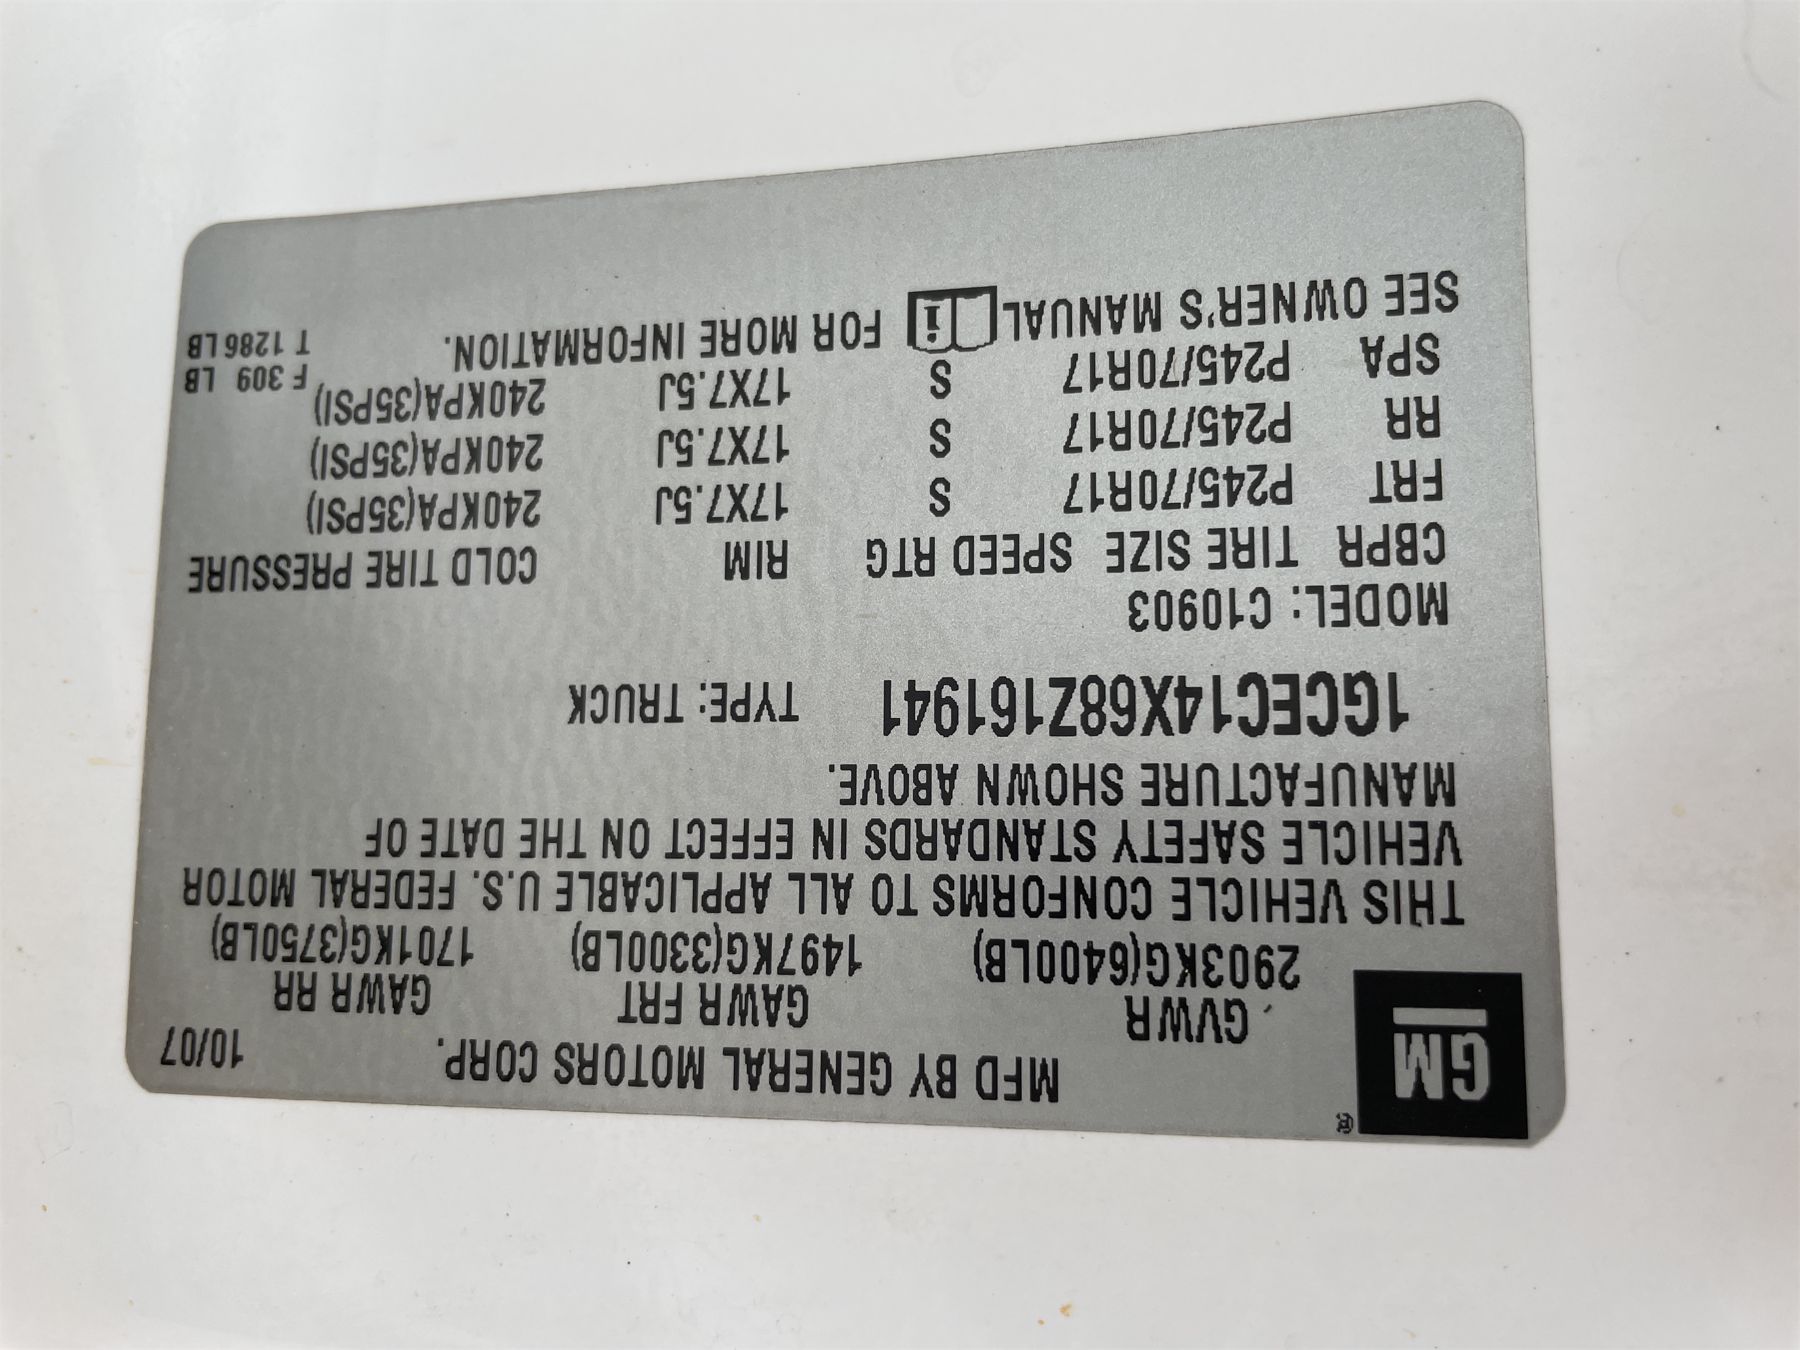 GM ®
MFD BY GENERAL MOTORS CORP. 10/07
GVWR GAWR FRT GAWR RR
2903KG(6400LB) 1497KG(3300LB) 1701KG(3750LB)
THIS VEHICLE CONFORMS TO ALL APPLICABLE U.S. FEDERAL MOTOR
VEHICLE SAFETY STANDARDS IN EFFECT ON THE DATE OF
MANUFACTURE SHOWN ABOVE.
1GCEC14X68Z161941 TYPE: TRUCK
MODEL: C10903
CBPR TIRE SIZE SPEED RTG RIM COLD TIRE PRESSURE
FRT P245/70R17 S 17X7.5J 240KPA(35PSI)
RR P245/70R17 S 17X7.5J 240KPA(35PSI)
SPA P245/70R17 S 17X7.5J 240KPA(35PSI) F 309 LB
SEE OWNER'S MANUAL i FOR MORE INFORMATION. T 1286 LB